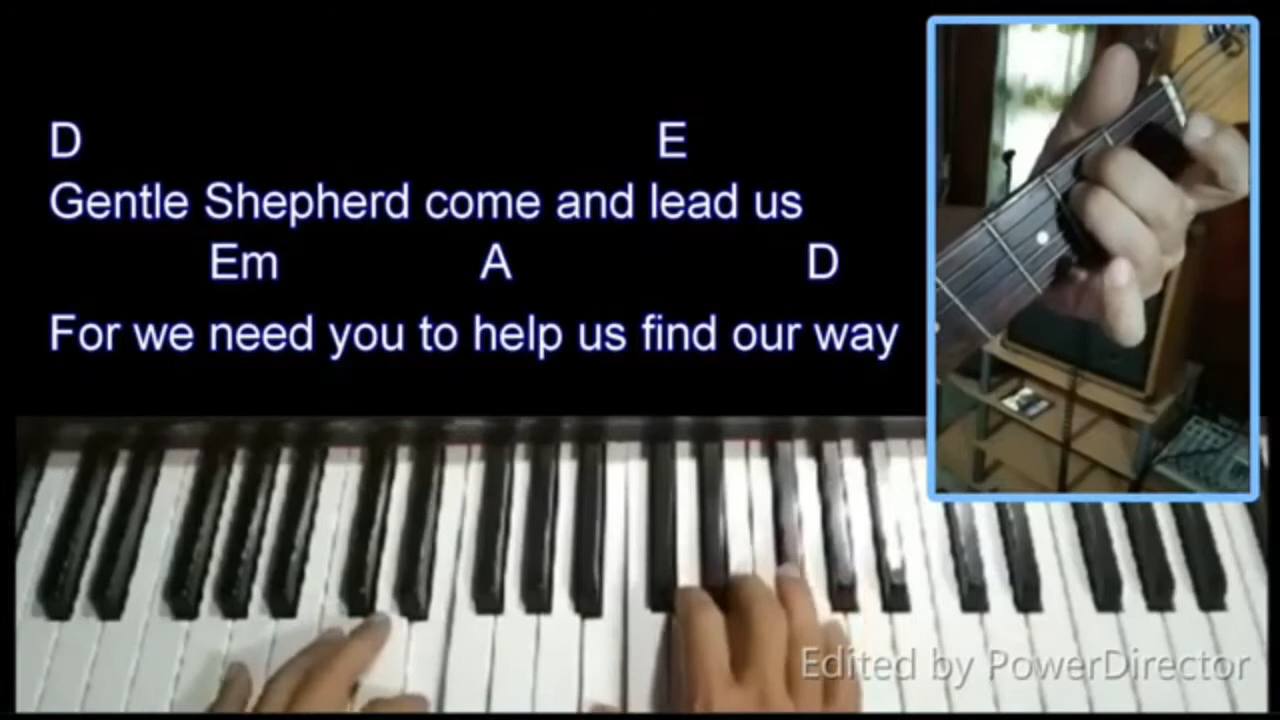 D E
Gentle Shepherd come and lead us
Em A D
For we need you to help us find our way
Edited by PowerDirector